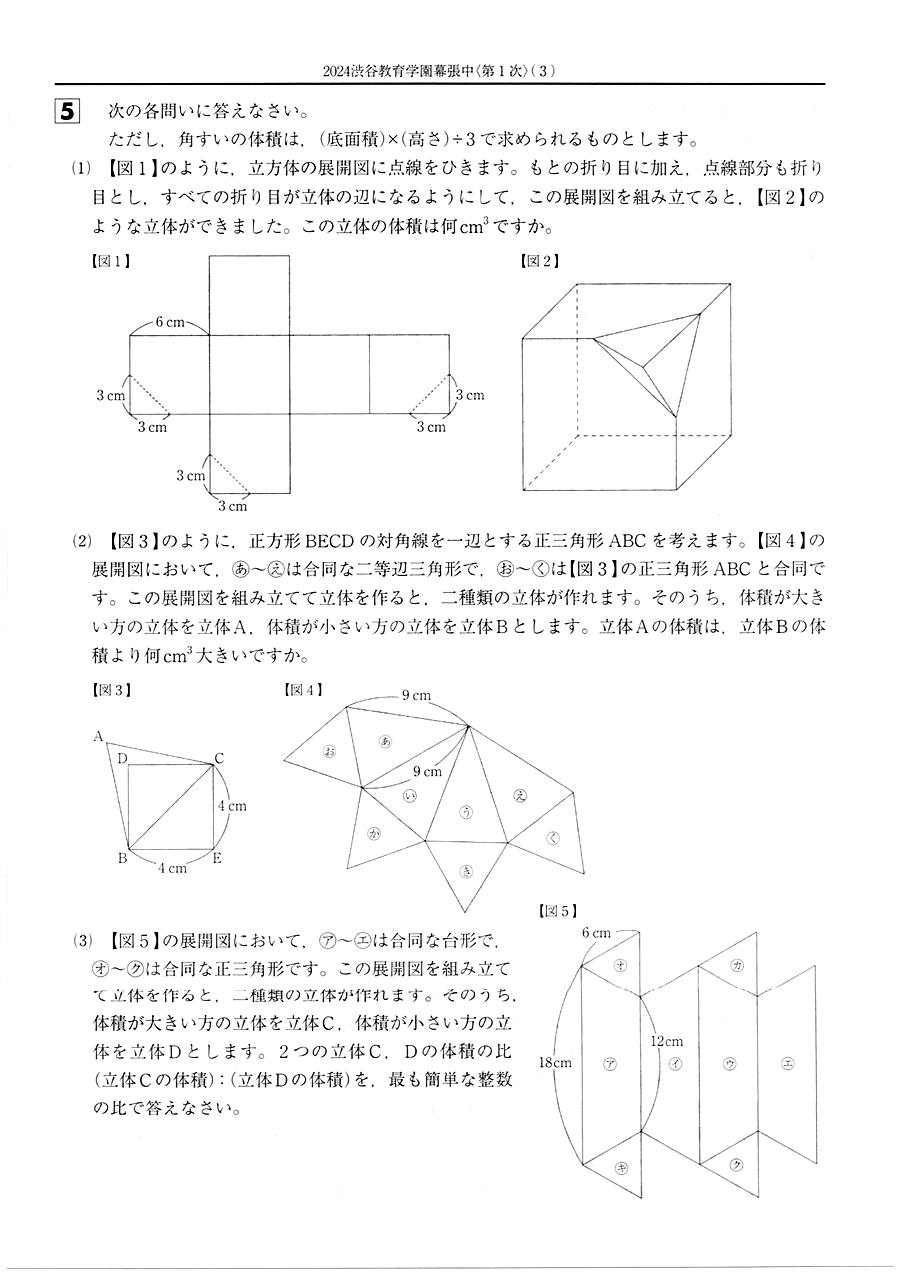 2024渋谷教育学園幕張中〈第1次〉(3)
5 次の各問いに答えなさい。
ただし，角すいの体積は，(底面積)×(高さ)÷3で求められるものとします。
(1) 【図1】のように，立方体の展開図に点線をひきます。もとの折り目に加え，点線部分も折り
目とし，すべての折り目が立体の辺になるようにして，この展開図を組み立てると，【図2】の
ような立体ができました。この立体の体積は何cm³ですか。
【図1】
【図2】
6cm
3cm
3cm
3cm
3cm
3cm
3cm
(2) 【図3】のように，正方形BECDの対角線を一辺とする正三角形ABCを考えます。【図4】の
展開図において，あ〜えは合同な二等辺三角形で，お〜くは【図3】の正三角形ABCと合同で
す。この展開図を組み立てて立体を作ると，二種類の立体が作れます。そのうち，体積が大き
い方の立体を立体A，体積が小さい方の立体を立体Bとします。立体Aの体積は，立体Bの体
積より何cm³大きいですか。
【図3】
【図4】
A
D
C
B
E
4cm
4cm
9cm
9cm
お
あ
い
う
え
か
き
く
(3) 【図5】の展開図において，㋐〜㋓は合同な台形で，
㋔〜㋗は合同な正三角形です。この展開図を組み立て
て立体を作ると，二種類の立体が作れます。そのうち，
体積が大きい方の立体を立体C，体積が小さい方の立
体を立体Dとします。2つの立体C，Dの体積の比
(立体Cの体積)：(立体Dの体積)を，最も簡単な整数
の比で答えなさい。
【図5】
6cm
㋔
㋕
18cm
12cm
㋐
㋑
㋒
㋓
㋖
㋗